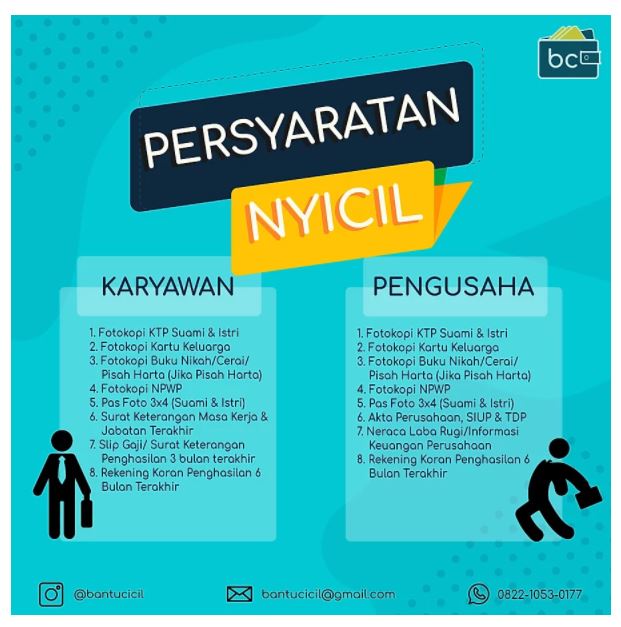 bc
PERSYARATAN
NYICIL
KARYAWAN
1. Fotokopi KTP Suami & Istri
2. Fotokopi Kartu Keluarga
3. Fotokopi Buku Nikah/Cerai/
Pisah Harta (Jika Pisah Harta)
4. Fotokopi NPWP
5. Pas Foto 3x4 (Suami & Istri)
6. Surat Keterangan Masa Kerja &
Jabatan Terakhir
7. Slip Gaji/ Surat Keterangan
Penghasilan 3 bulan terakhir
8. Rekening Koran Penghasilan 6
Bulan Terakhir
PENGUSAHA
1. Fotokopi KTP Suami & Istri
2. Fotokopi Kartu Keluarga
3. Fotokopi Buku Nikah/Cerai/
Pisah Harta (Jika Pisah Harta)
4. Fotokopi NPWP
5. Pas Foto 3x4 (Suami & Istri)
6. Akta Perusahaan, SIUP & TDP
7. Neraca Laba Rugi/Informasi
Keuangan Perusahaan
8. Rekening Koran Penghasilan 6
Bulan Terakhir
@bantucicil
bantucicil@gmail.com
0822-1053-0177